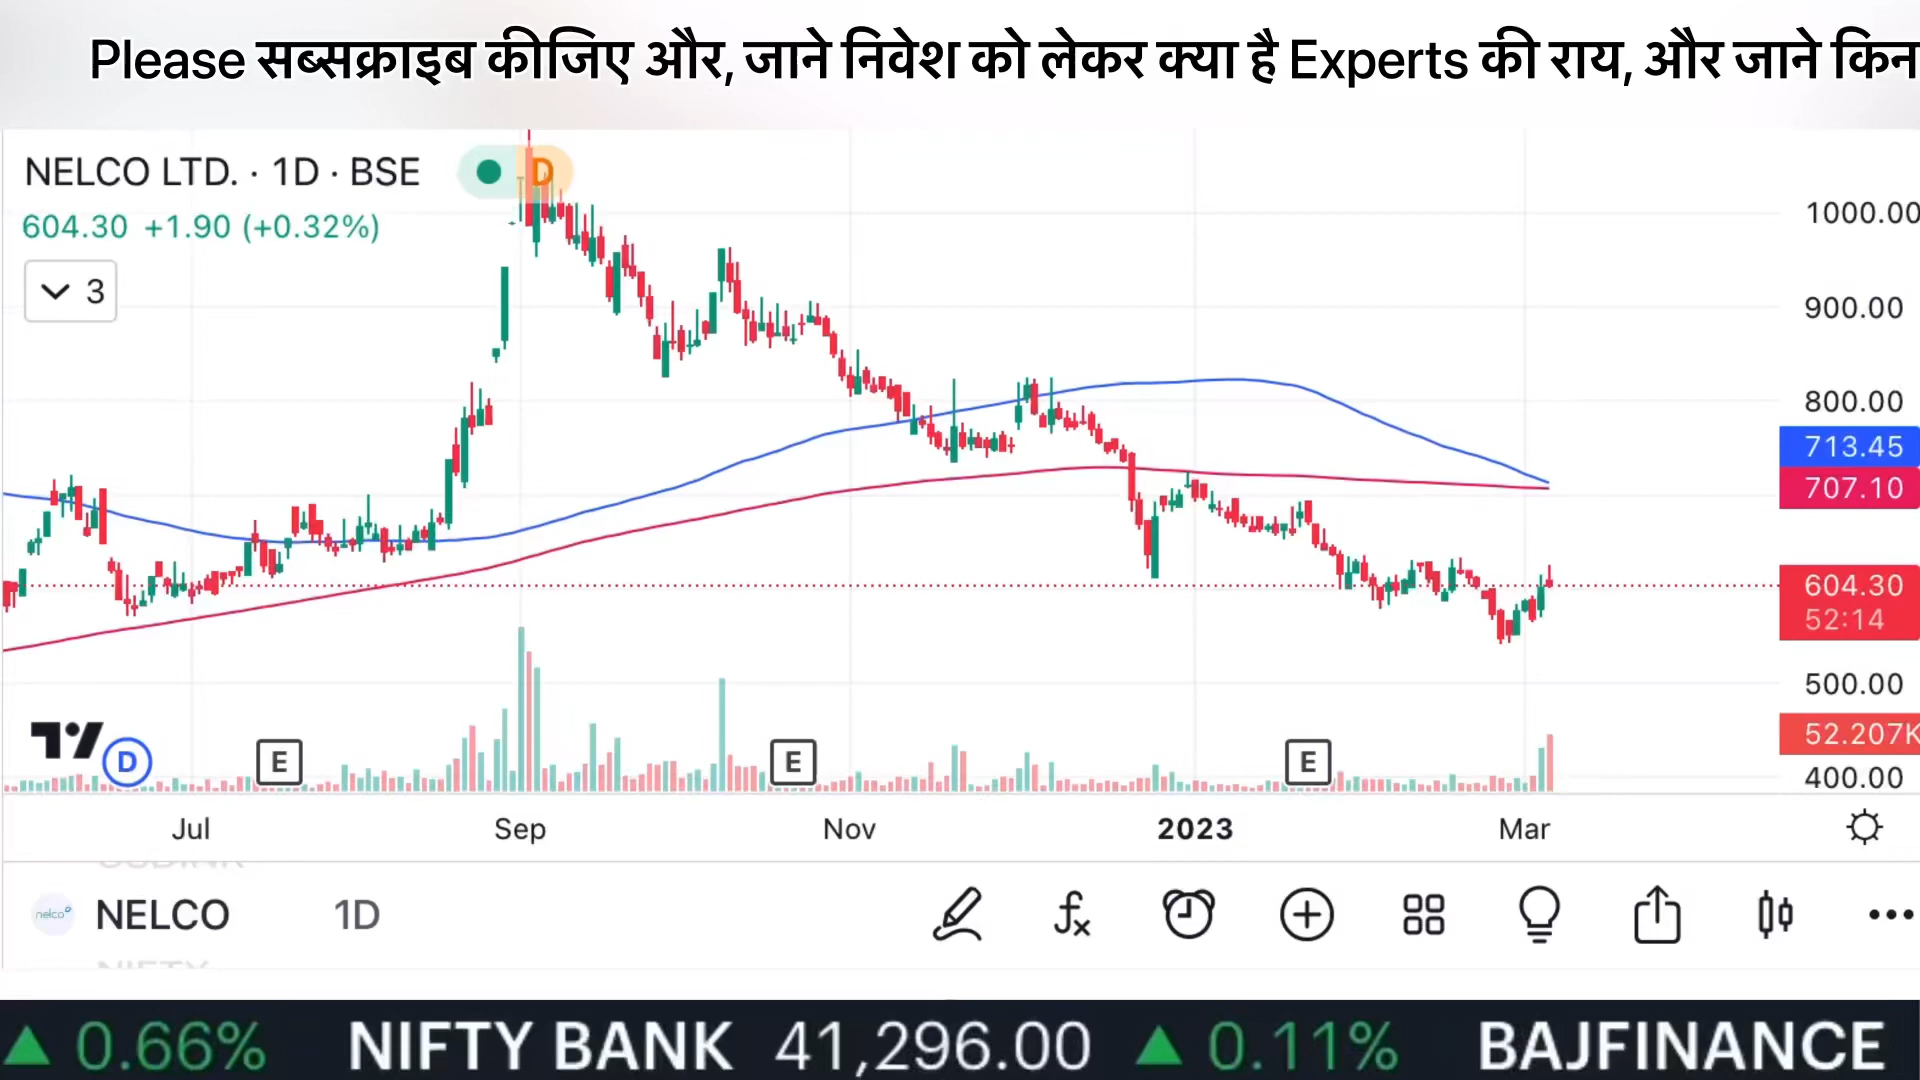 Please सब्सक्राइब कीजिए और, जाने निवेश को लेकर क्या है Experts की राय, और जाने किन
NELCO LTD. · 1D · BSE D
604.30 +1.90 (+0.32%)
3
1000.00
900.00
800.00
713.45
707.10
604.30
52:14
500.00
52.207K
400.00
D E E E
Jul Sep Nov 2023 Mar
nelco NELCO 1D
0.66% NIFTY BANK 41,296.00 0.11% BAJFINANCE